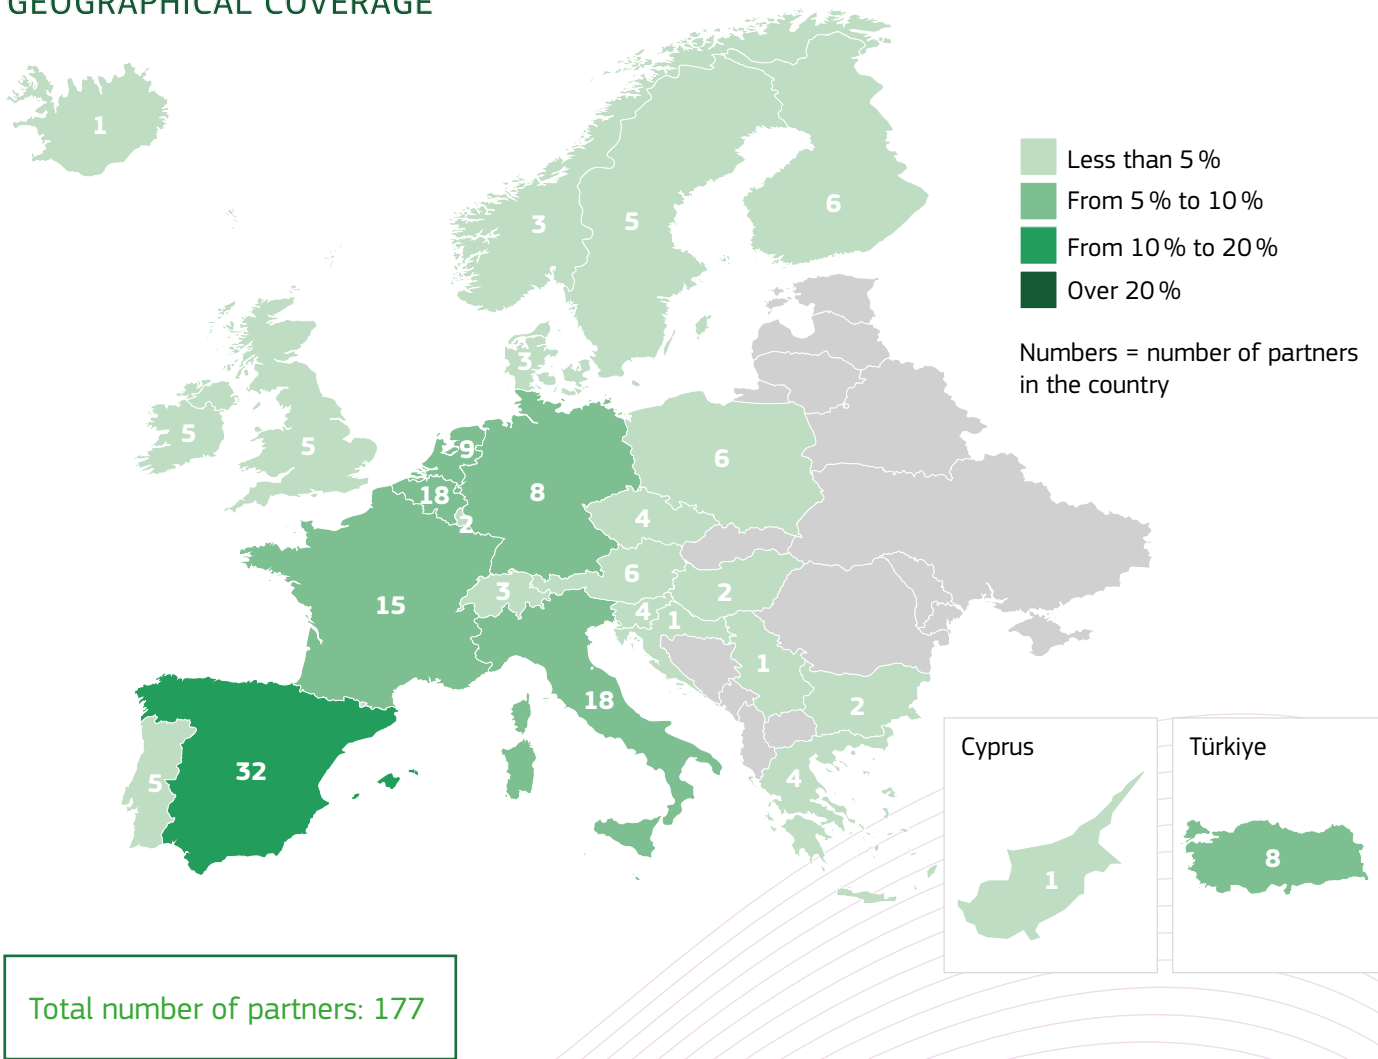 GEOGRAPHICAL COVERAGE
1
3
5
6
Less than 5 %
From 5 % to 10 %
From 10 % to 20 %
Over 20 %
Numbers = number of partners
in the country
3
5
5
9
6
8
18
2
4
6
3
2
15
4
1
1
18
2
32
5
4
Cyprus
1
Türkiye
8
Total number of partners: 177